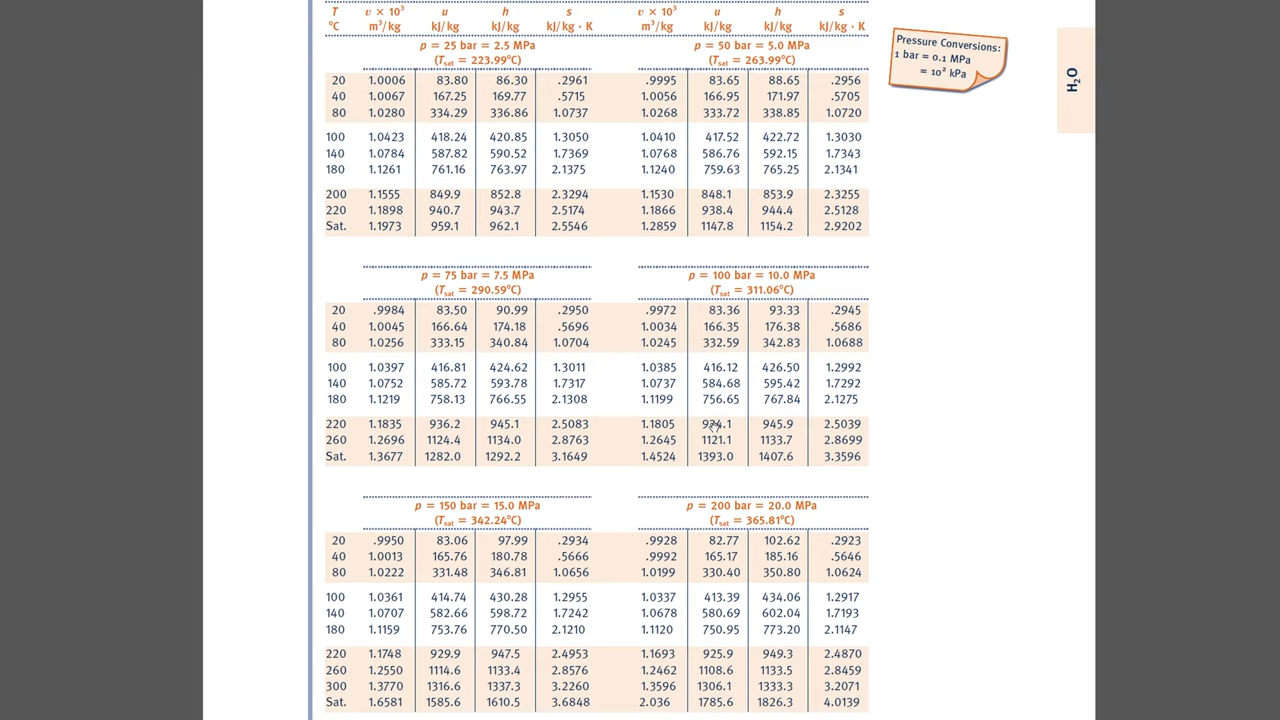 T v × 10³ u h s v × 10³ u h s
°C m³/kg kJ/kg kJ/kg kJ/kg · K m³/kg kJ/kg kJ/kg kJ/kg · K
p = 25 bar = 2.5 MPa p = 50 bar = 5.0 MPa
(Tsat = 223.99°C) (Tsat = 263.99°C)
20 1.0006 83.80 86.30 .2961 .9995 83.65 88.65 .2956
40 1.0067 167.25 169.77 .5715 1.0056 166.95 171.97 .5705
80 1.0280 334.29 336.86 1.0737 1.0268 333.72 338.85 1.0720
100 1.0423 418.24 420.85 1.3050 1.0410 417.52 422.72 1.3030
140 1.0784 587.82 590.52 1.7369 1.0768 586.76 592.15 1.7343
180 1.1261 761.16 763.97 2.1375 1.1240 759.63 765.25 2.1341
200 1.1555 849.9 852.8 2.3294 1.1530 848.1 853.9 2.3255
220 1.1898 940.7 943.7 2.5174 1.1866 938.4 944.4 2.5128
Sat. 1.1973 959.1 962.1 2.5546 1.2859 1147.8 1154.2 2.9202
p = 75 bar = 7.5 MPa p = 100 bar = 10.0 MPa
(Tsat = 290.59°C) (Tsat = 311.06°C)
20 .9984 83.50 90.99 .2950 .9972 83.36 93.33 .2945
40 1.0045 166.64 174.18 .5696 1.0034 166.35 176.38 .5686
80 1.0256 333.15 340.84 1.0704 1.0245 332.59 342.83 1.0688
100 1.0397 416.81 424.62 1.3011 1.0385 416.12 426.50 1.2992
140 1.0752 585.72 593.78 1.7317 1.0737 584.68 595.42 1.7292
180 1.1219 758.13 766.55 2.1308 1.1199 756.65 767.84 2.1275
220 1.1835 936.2 945.1 2.5083 1.1805 945.9 2.5039
260 1.2696 1124.4 1134.0 2.8763 1.2645 1121.1 1133.7 2.8699
Sat. 1.3677 1282.0 1292.2 3.1649 1.4524 1393.0 1407.6 3.3596
p = 150 bar = 15.0 MPa p = 200 bar = 20.0 MPa
(Tsat = 342.24°C) (Tsat = 365.81°C)
20 .9950 83.06 97.99 .2934 .9928 82.77 102.62 .2923
40 1.0013 165.76 180.78 .5666 .9992 165.17 185.16 .5646
80 1.0222 331.48 346.81 1.0656 1.0199 330.40 350.80 1.0624
100 1.0361 414.74 430.28 1.2955 1.0337 413.39 434.06 1.2917
140 1.0707 582.66 598.72 1.7242 1.0678 580.69 602.04 1.7193
180 1.1159 753.76 770.50 2.1210 1.1120 750.95 773.20 2.1147
220 1.1748 929.9 947.5 2.4953 1.1693 925.9 949.3 2.4870
260 1.2550 1114.6 1133.4 2.8576 1.2462 1108.6 1133.5 2.8459
300 1.3770 1316.6 1337.3 3.2260 1.3596 1306.1 1333.3 3.2071
Sat. 1.6581 1585.6 1610.5 3.6848 2.036 1785.6 1826.3 4.0139
Pressure Conversions:
1 bar = 0.1 MPa
= 10² kPa
H₂O